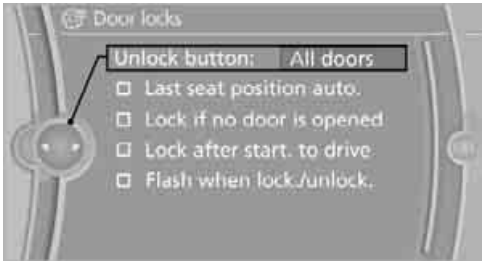 Door locks
Unlock button: All doors
Last seat position auto.
Lock if no door is opened
Lock after start. to drive
Flash when lock./unlock.